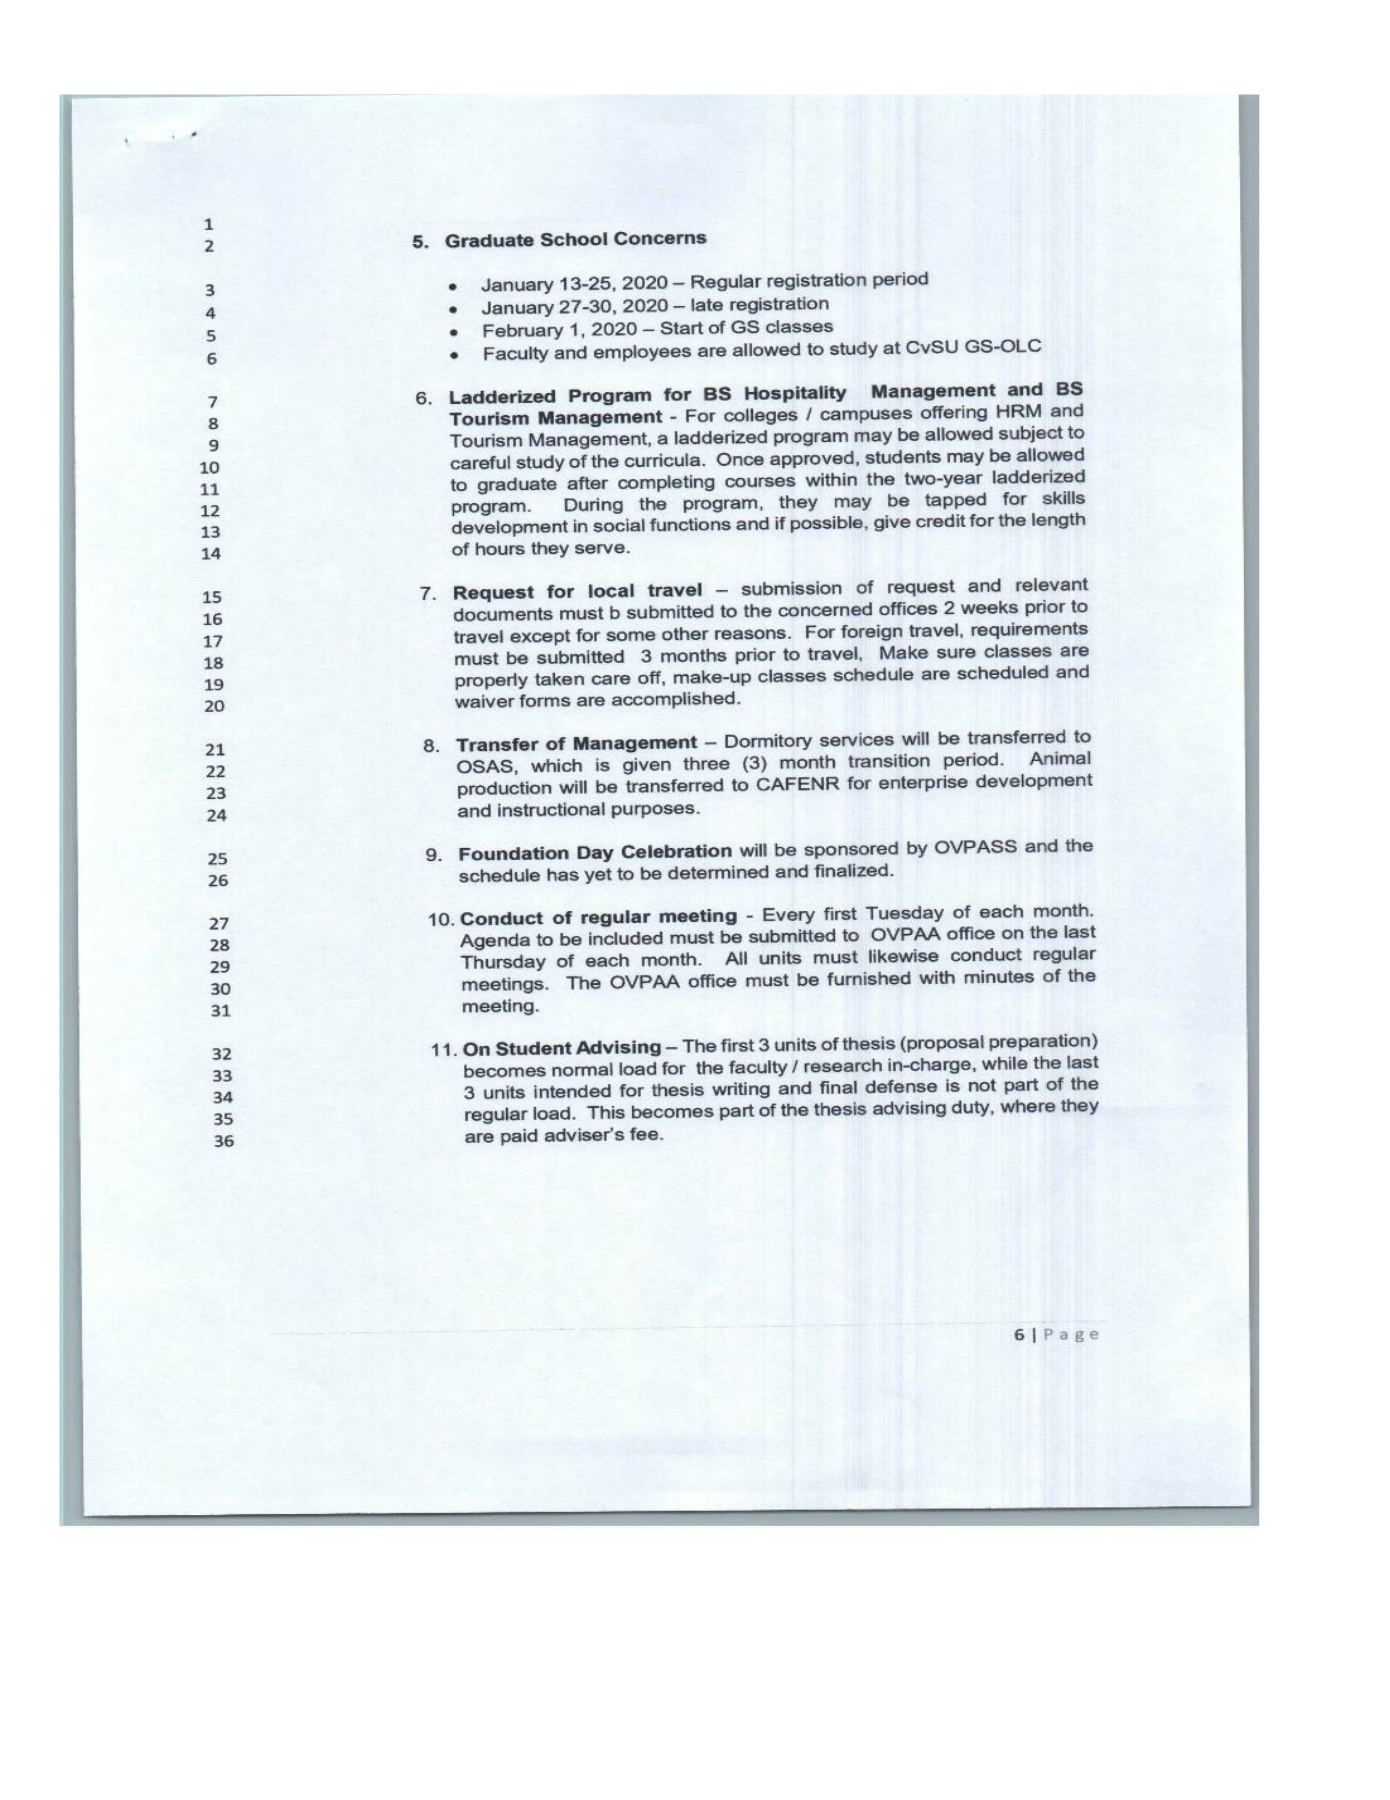 1
2 5. Graduate School Concerns
3 • January 13-25, 2020 – Regular registration period
4 • January 27-30, 2020 – late registration
5 • February 1, 2020 – Start of GS classes
6 • Faculty and employees are allowed to study at CvSU GS-OLC
7 6. Ladderized Program for BS Hospitality Management and BS
8 Tourism Management - For colleges / campuses offering HRM and
9 Tourism Management, a ladderized program may be allowed subject to
10 careful study of the curricula. Once approved, students may be allowed
11 to graduate after completing courses within the two-year ladderized
12 program. During the program, they may be tapped for skills
13 development in social functions and if possible, give credit for the length
14 of hours they serve.
15 7. Request for local travel – submission of request and relevant
16 documents must b submitted to the concerned offices 2 weeks prior to
17 travel except for some other reasons. For foreign travel, requirements
18 must be submitted 3 months prior to travel, Make sure classes are
19 properly taken care off, make-up classes schedule are scheduled and
20 waiver forms are accomplished.
21 8. Transfer of Management – Dormitory services will be transferred to
22 OSAS, which is given three (3) month transition period. Animal
23 production will be transferred to CAFENR for enterprise development
24 and instructional purposes.
25 9. Foundation Day Celebration will be sponsored by OVPASS and the
26 schedule has yet to be determined and finalized.
27 10. Conduct of regular meeting - Every first Tuesday of each month.
28 Agenda to be included must be submitted to OVPAA office on the last
29 Thursday of each month. All units must likewise conduct regular
30 meetings. The OVPAA office must be furnished with minutes of the
31 meeting.
32 11. On Student Advising – The first 3 units of thesis (proposal preparation)
33 becomes normal load for the faculty / research in-charge, while the last
34 3 units intended for thesis writing and final defense is not part of the
35 regular load. This becomes part of the thesis advising duty, where they
36 are paid adviser's fee.
6 | Page